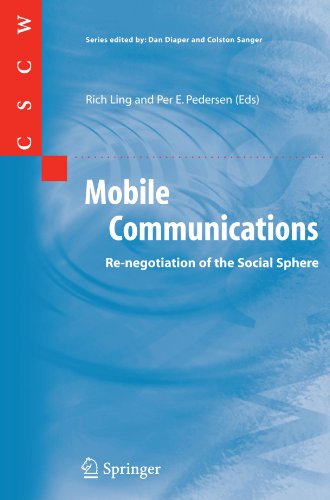 CSCW
Series edited by: Dan Diaper and Colston Sanger
Rich Ling and Per E. Pedersen (Eds)
Mobile
Communications
Re-negotiation of the Social Sphere
Springer